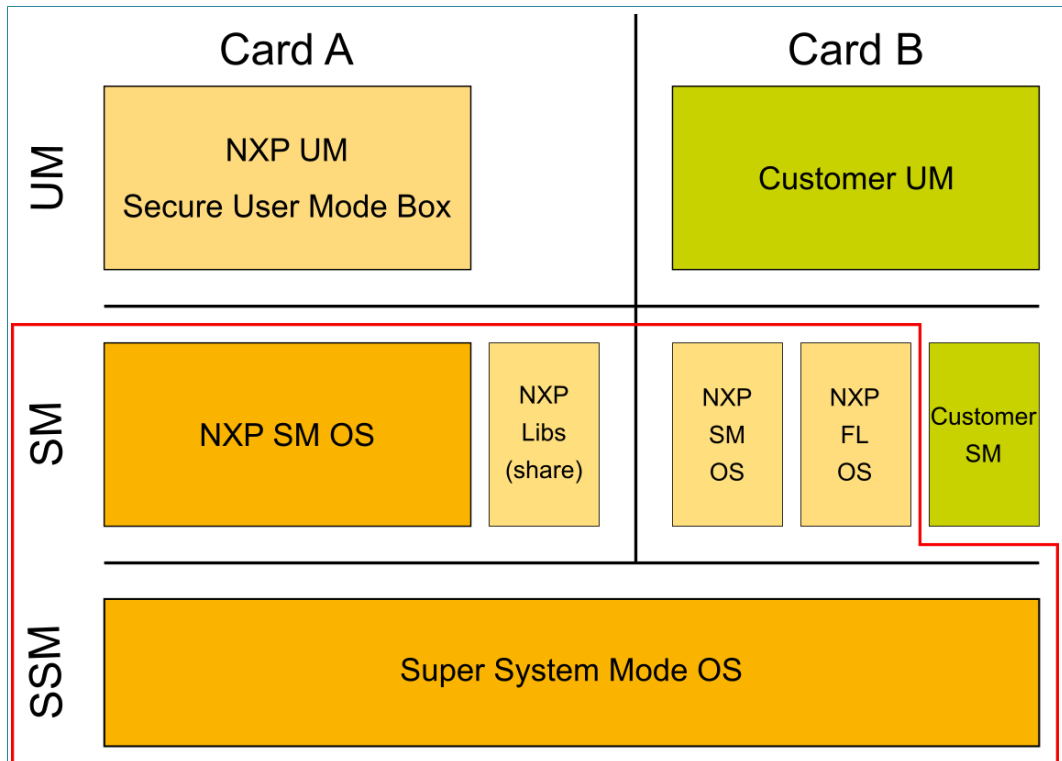 Card A
Card B
UM
NXP UM
Secure User Mode Box
Customer UM
SM
NXP SM OS
NXP
Libs
(share)
NXP
SM
OS
NXP
FL
OS
Customer
SM
SSM
Super System Mode OS